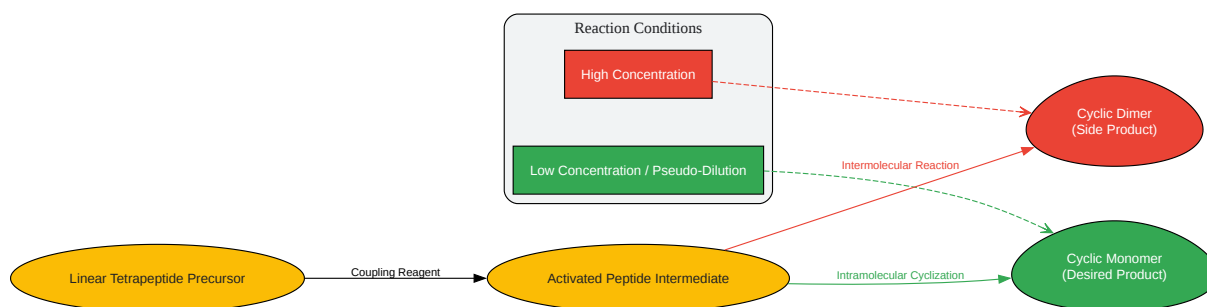 Reaction Conditions
High Concentration
Cyclic Dimer
(Side Product)
Low Concentration / Pseudo-Dilution
Intermolecular Reaction
Linear Tetrapeptide Precursor
Coupling Reagent
Activated Peptide Intermediate
Intramolecular Cyclization
Cyclic Monomer
(Desired Product)